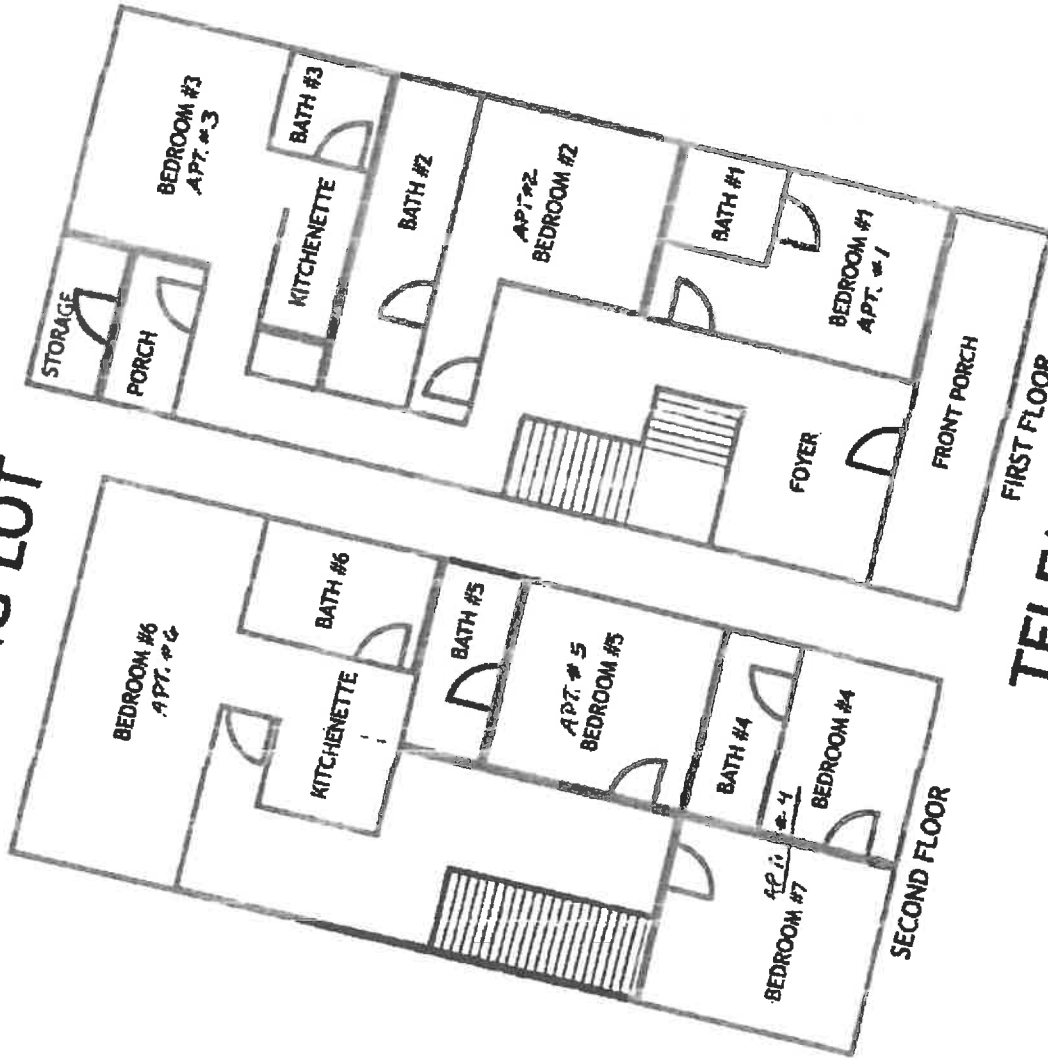 LOT
STORAGE
PORCH
BEDROOM #3
APT. #3
BATH #3
KITCHENETTE
BATH #2
APT #2
BEDROOM #2
BATH #1
BEDROOM #1
APT. #1
FOYER
FRONT PORCH
FIRST FLOOR
BEDROOM #6
APT. #6
BATH #6
KITCHENETTE
BATH #5
APT. #5
BEDROOM #5
BATH #4
BEDROOM #4
#4
BEDROOM #7
SECOND FLOOR